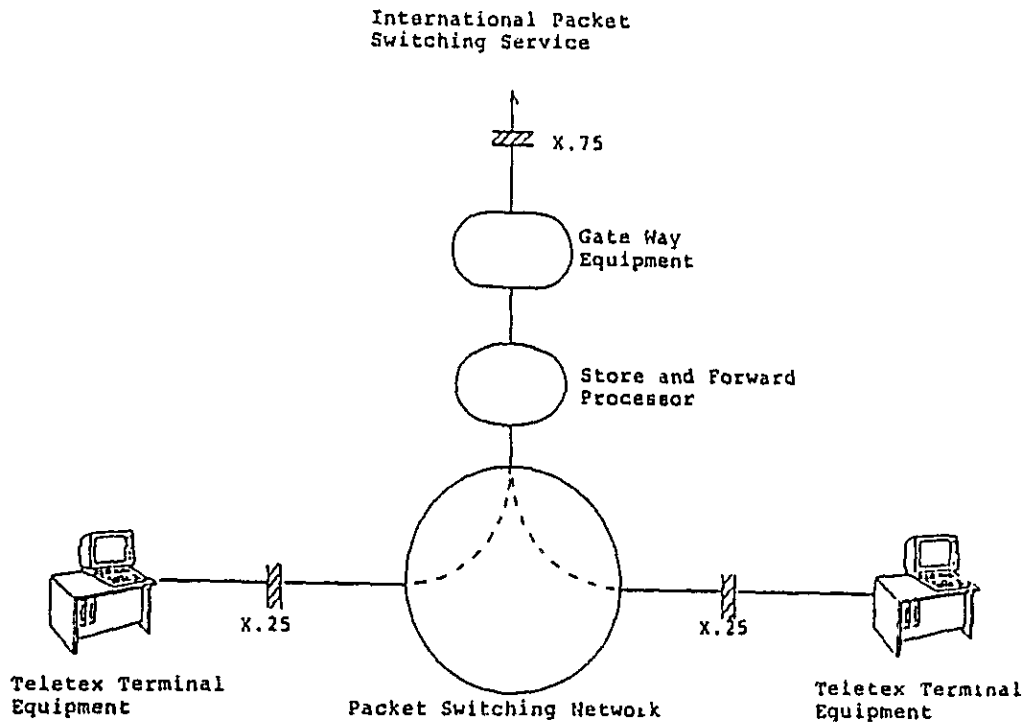 International Packet
Switching Service
X.75
Gate Way
Equipment
Store and Forward
Processor
X.25
X.25
Teletex Terminal
Equipment
Packet Switching Network
Teletex Terminal
Equipment